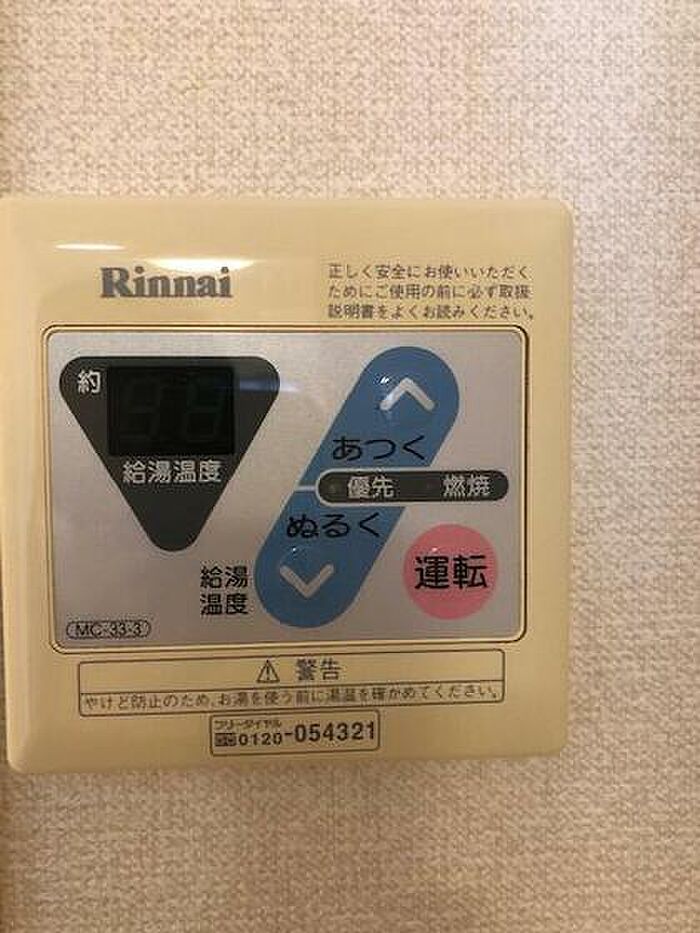 Rinnai
正しく安全にお使いいただく
ためにご使用の前に必ず取扱
説明書をよくお読みください。
約
給湯温度
あつく
優先 燃焼
ぬるく
給湯
温度
運転
MC-33-3
警告
やけど防止のため、お湯を使う前に湯温を確かめてください。
フリーダイヤル
0120-054321